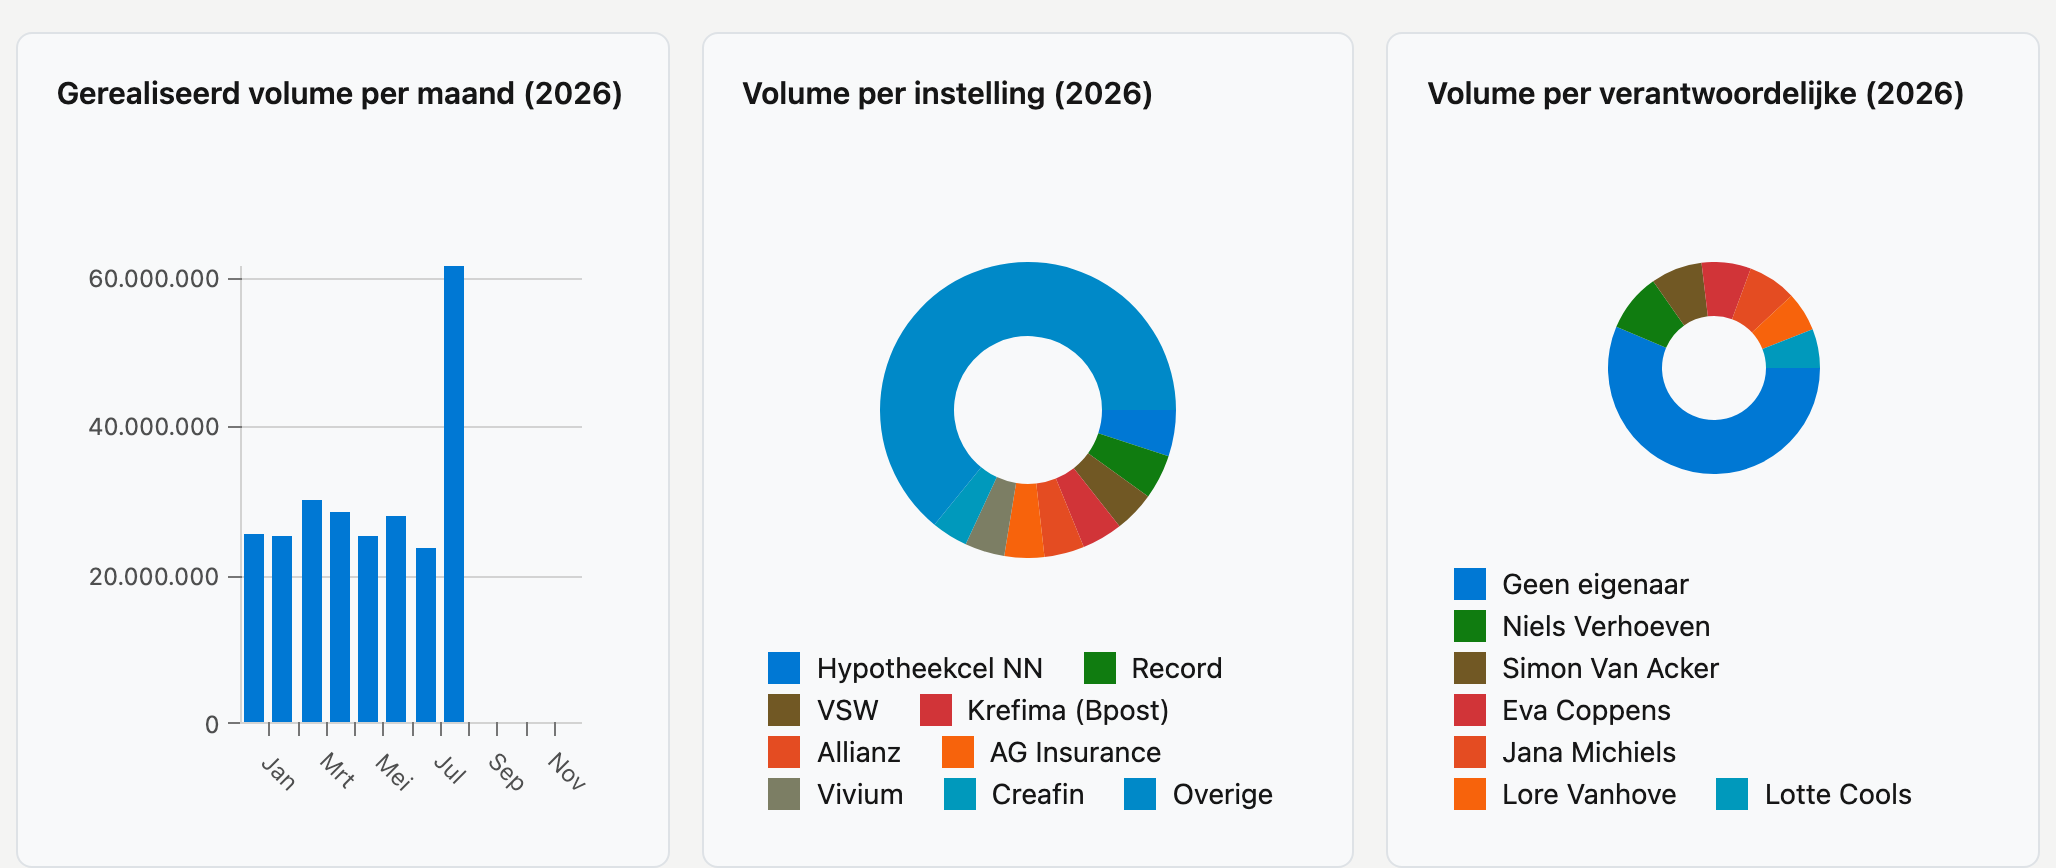 Gerealiseerd volume per maand (2026)
60.000.000
40.000.000
20.000.000
0
Jan
Mrt
Mei
Jul
Sep
Nov
Volume per instelling (2026)
Hypotheekcel NN
Record
VSW
Krefima (Bpost)
Allianz
AG Insurance
Vivium
Creafin
Overige
Volume per verantwoordelijke (2026)
Geen eigenaar
Niels Verhoeven
Simon Van Acker
Eva Coppens
Jana Michiels
Lore Vanhove
Lotte Cools